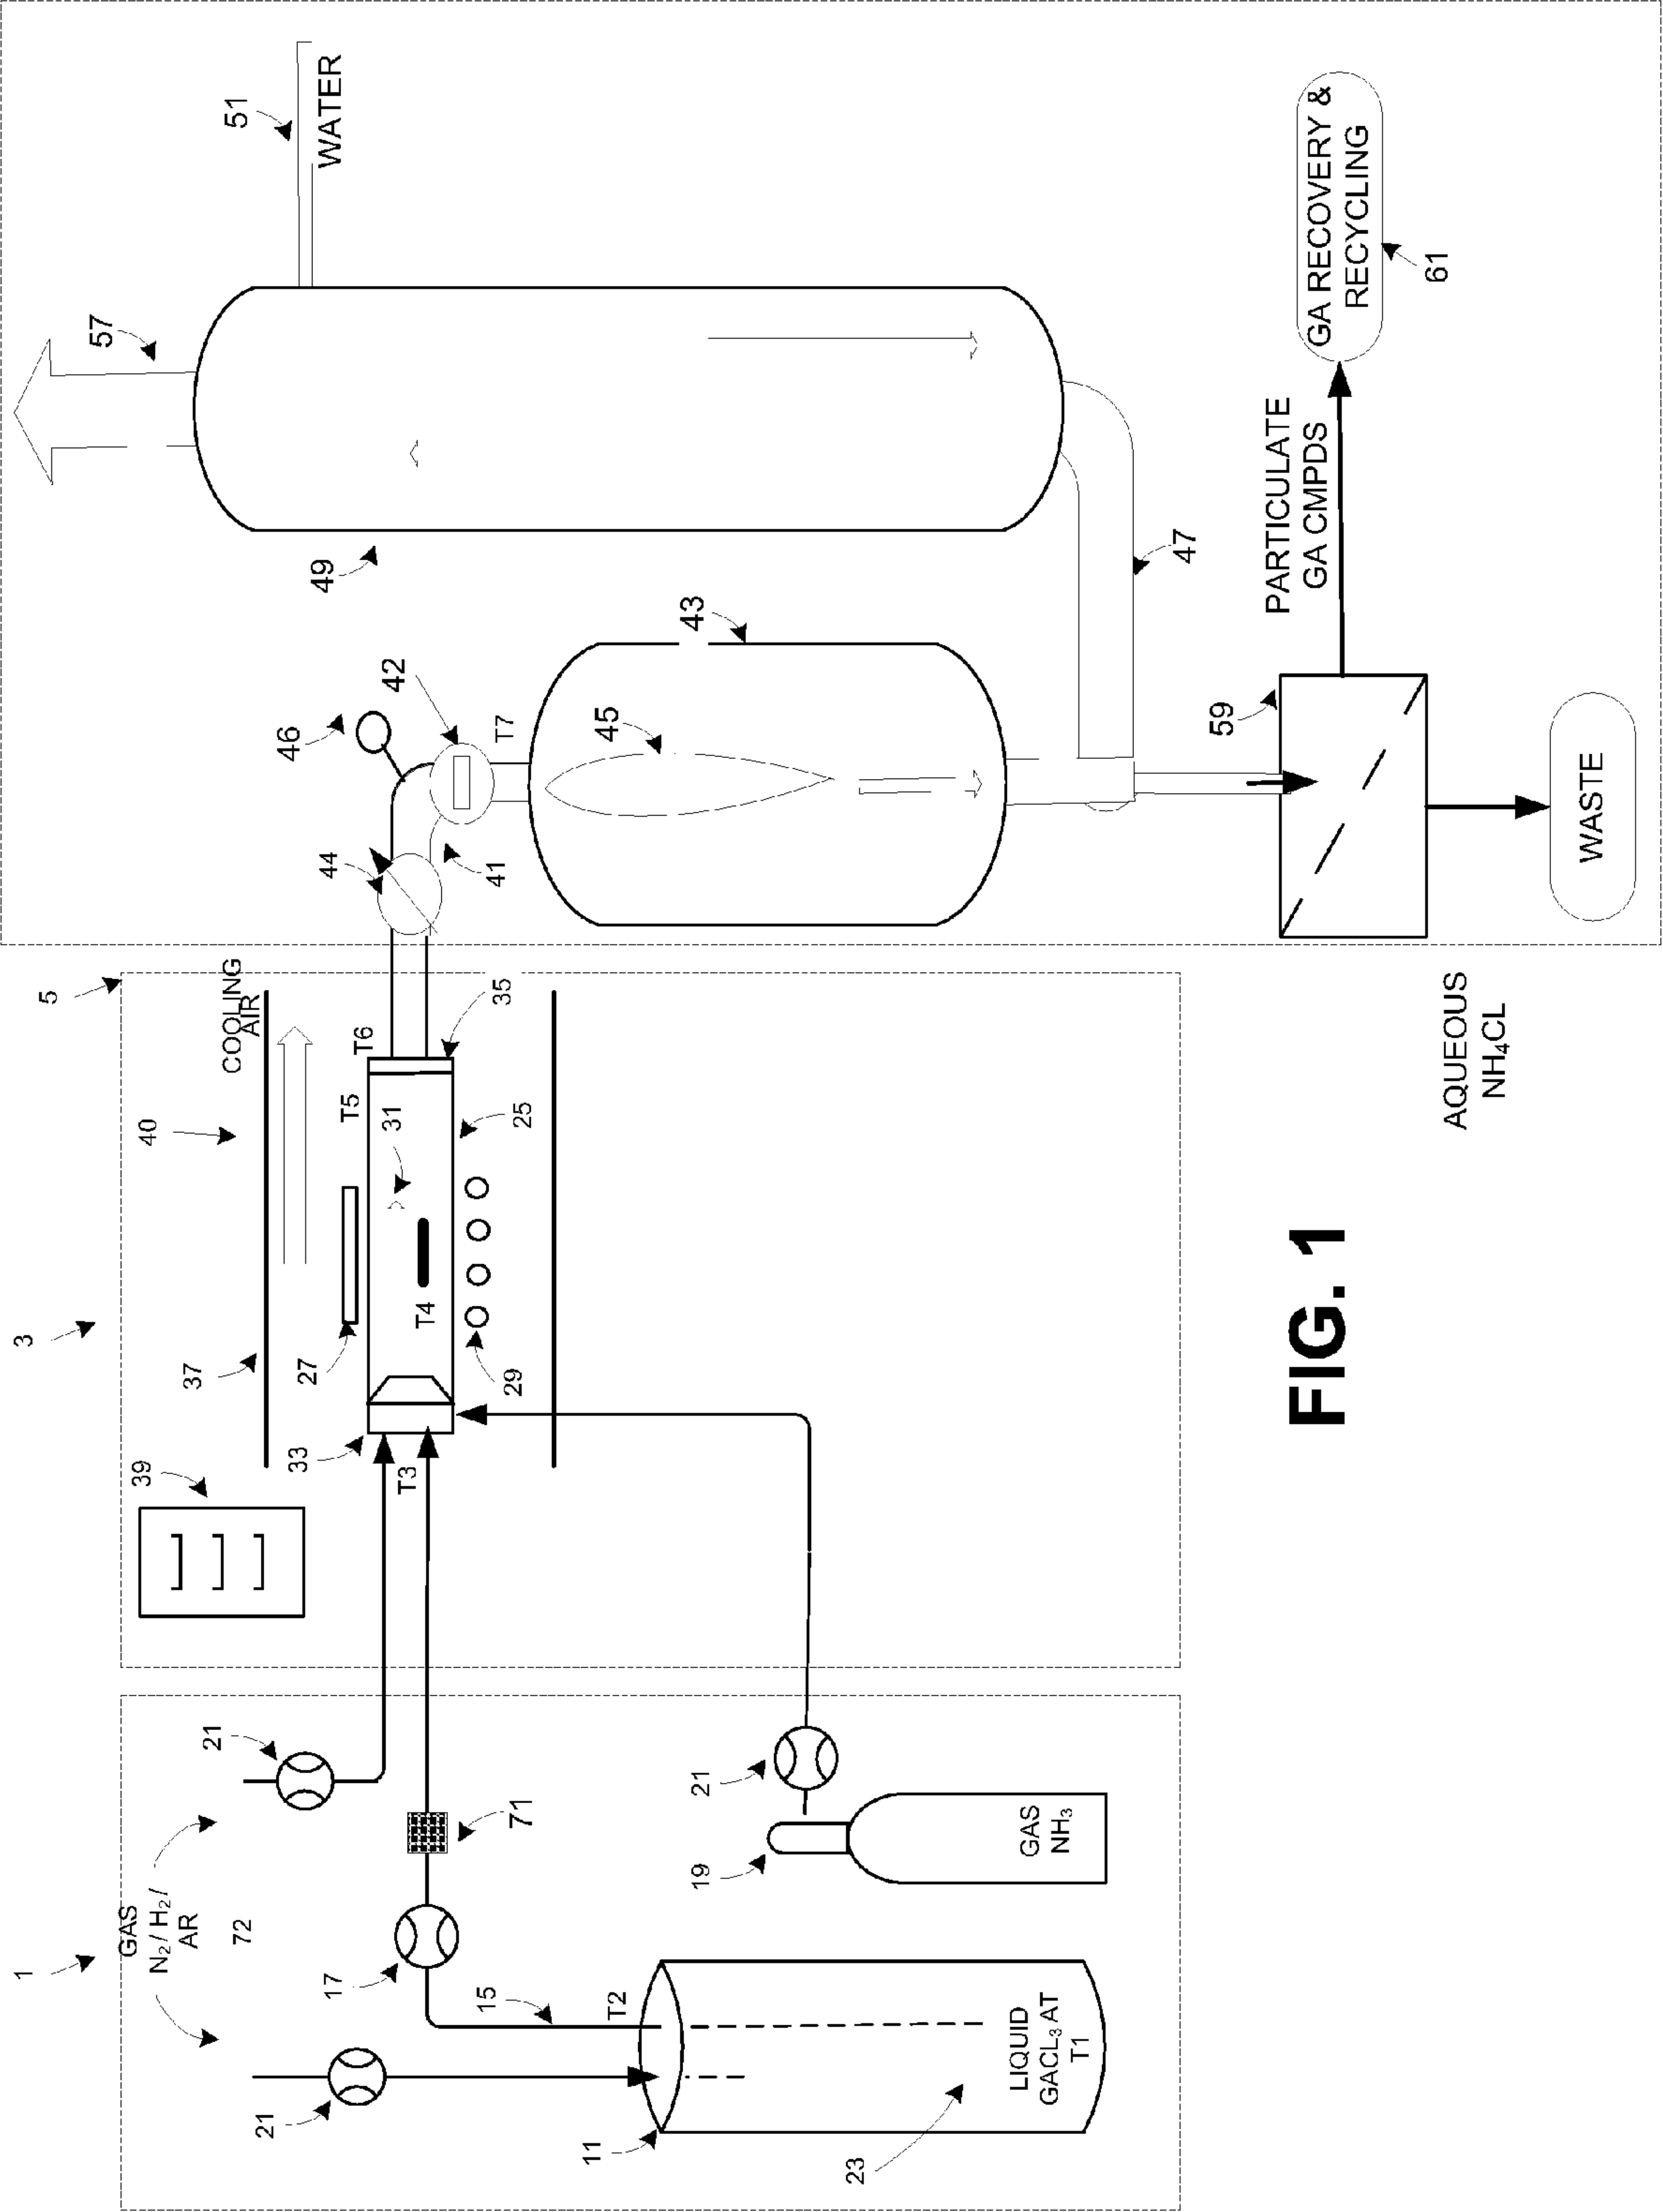 1
GAS
N2/ H2/
AR
72
21
21
17
71
15
T2
11
23
LIQUID
GACL3 AT
T1
19
21
GAS
NH3
3
5
39
37
40
COOLING
AIR
33
T3
27
T4
29
31
T5
T6
25
35
44
41
46
42
T7
43
45
47
49
57
51
WATER
59
PARTICULATE
GA CMPDS
GA RECOVERY &
RECYCLING
61
WASTE
AQUEOUS
NH4CL
FIG. 1